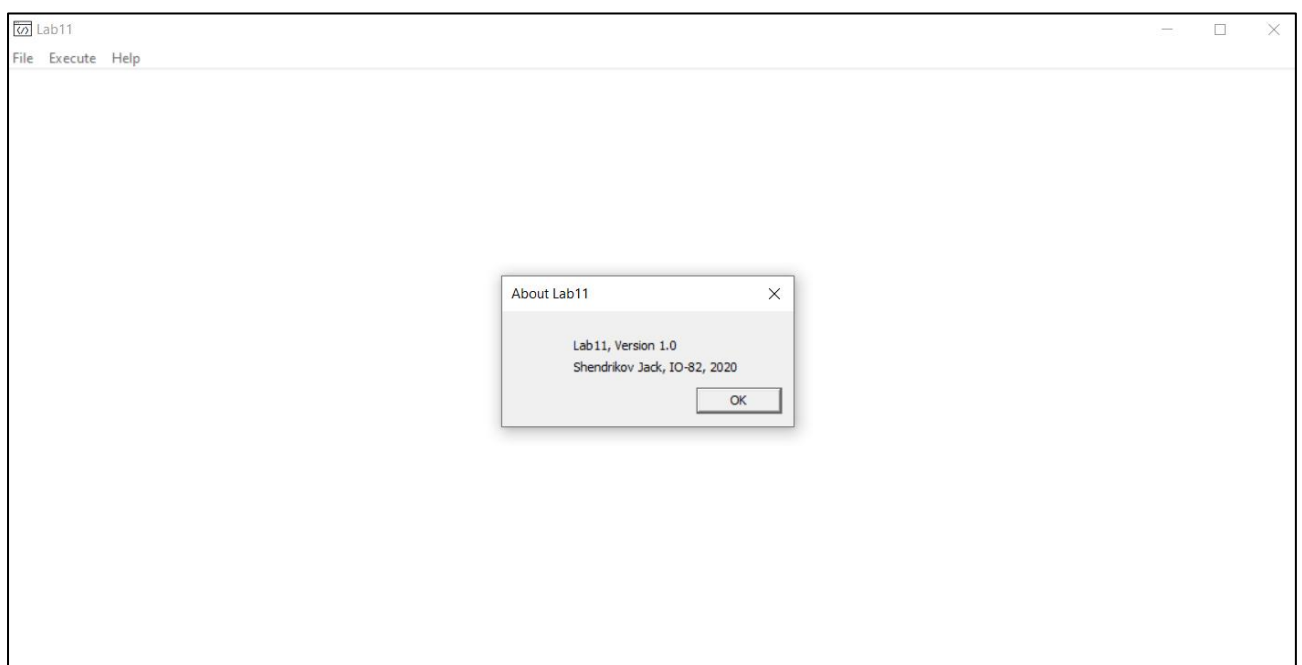 Lab11
File Execute Help
About Lab11
Lab11, Version 1.0
Shendrikov Jack, IO-82, 2020
OK